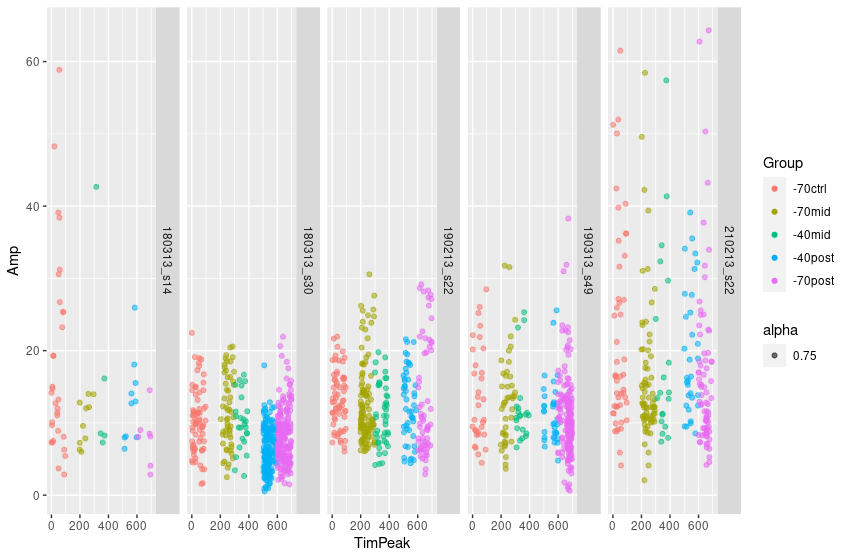 60
40
20
0
Amp
180313_s14
180313_s30
190213_s22
190313_s49
210213_s22
0 200 400 600
0 200 400 600
0 200 400 600
0 200 400 600
0 200 400 600
TimPeak
Group
-70ctrl
-70mid
-40mid
-40post
-70post
alpha
0.75